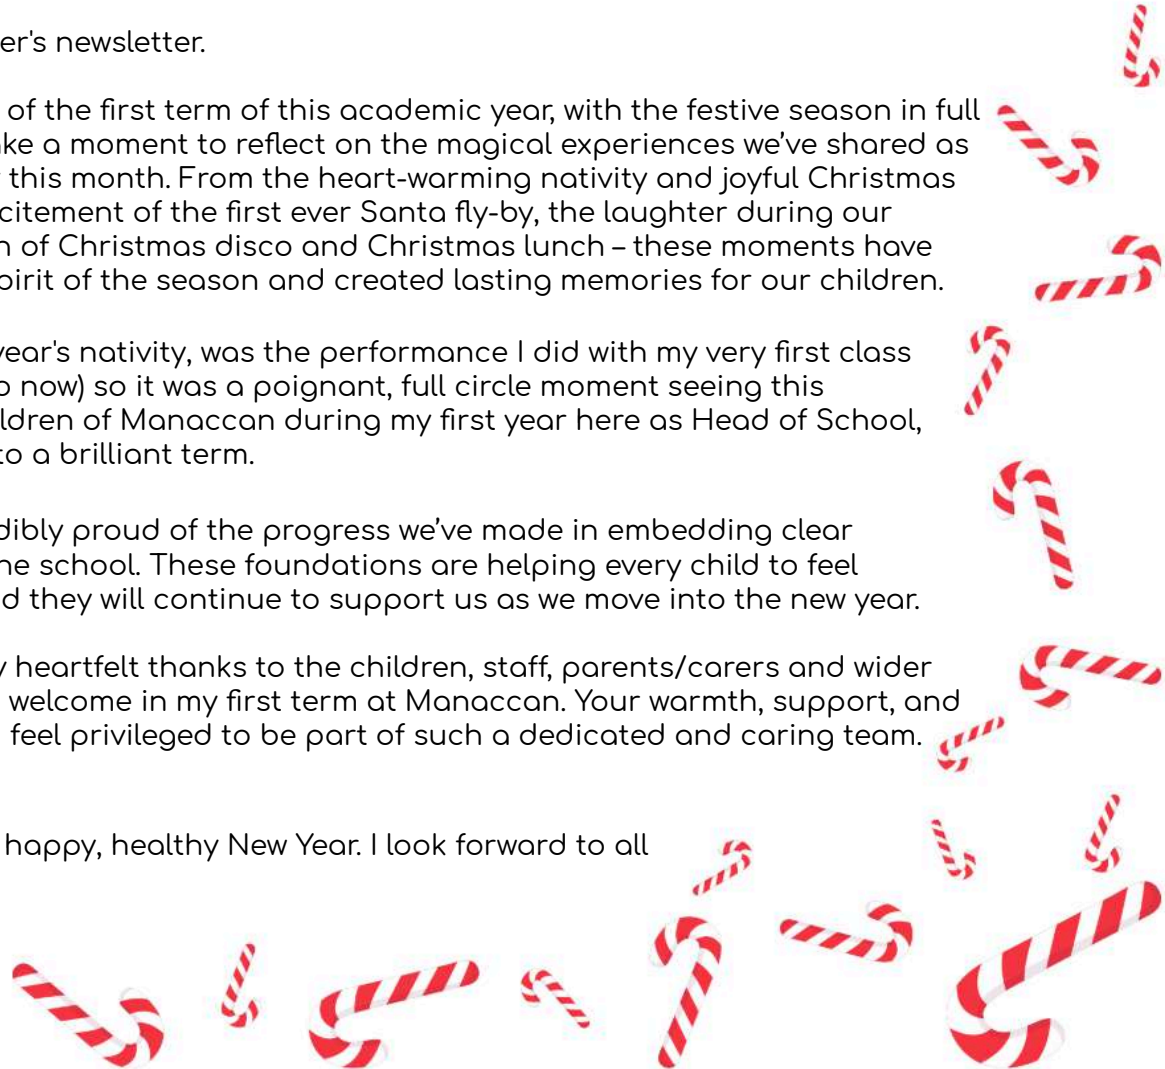 er's newsletter.
of the first term of this academic year, with the festive season in full
ke a moment to reflect on the magical experiences we’ve shared as
this month. From the heart-warming nativity and joyful Christmas
citement of the first ever Santa fly-by, the laughter during our
of Christmas disco and Christmas lunch – these moments have
pirit of the season and created lasting memories for our children.
year's nativity, was the performance I did with my very first class
now) so it was a poignant, full circle moment seeing this
ldren of Manaccan during my first year here as Head of School,
to a brilliant term.
dibly proud of the progress we’ve made in embedding clear
he school. These foundations are helping every child to feel
d they will continue to support us as we move into the new year.
heartfelt thanks to the children, staff, parents/carers and wider
welcome in my first term at Manaccan. Your warmth, support, and
feel privileged to be part of such a dedicated and caring team.
happy, healthy New Year. I look forward to all